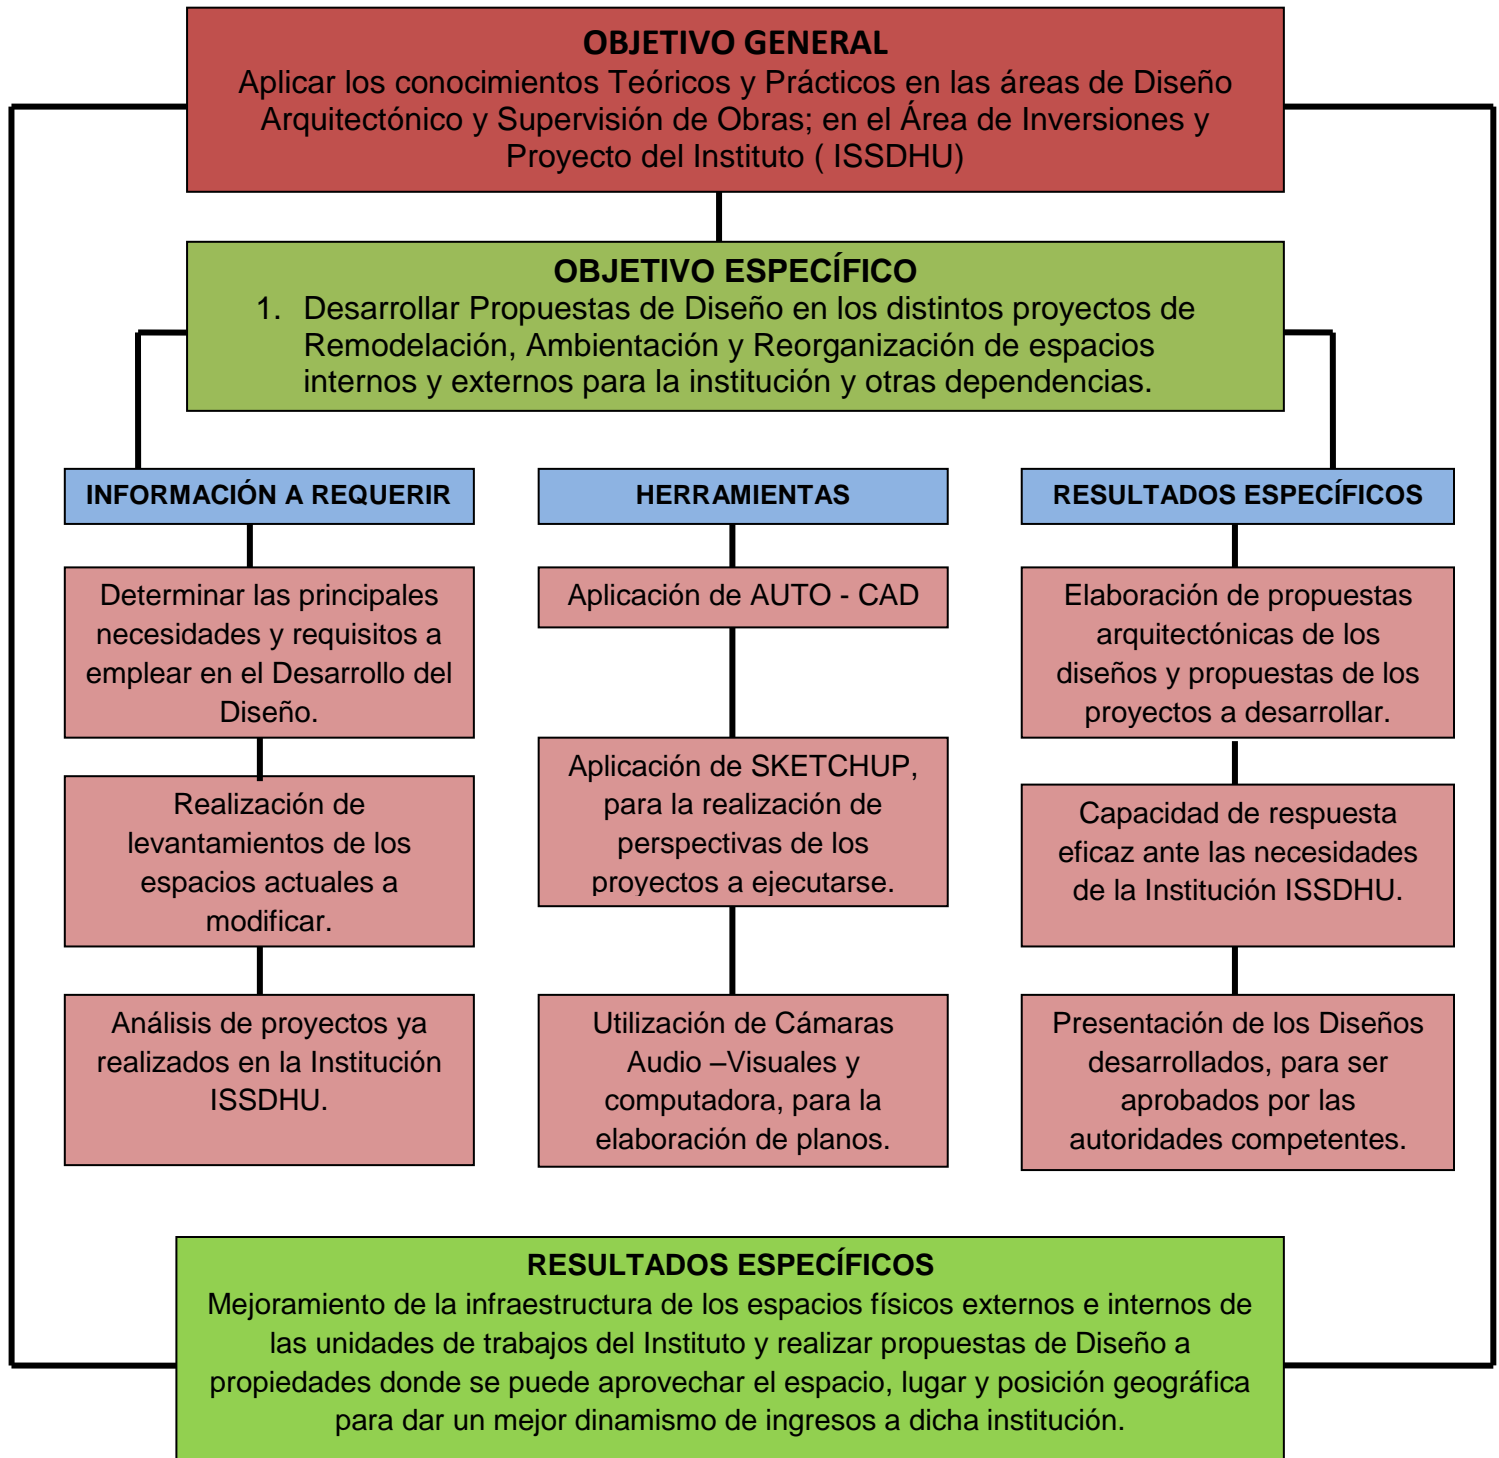 OBJETIVO GENERAL
Aplicar los conocimientos Teóricos y Prácticos en las áreas de Diseño
Arquitectónico y Supervisión de Obras; en el Área de Inversiones y
Proyecto del Instituto ( ISSDHU)
OBJETIVO ESPECÍFICO
1. Desarrollar Propuestas de Diseño en los distintos proyectos de
Remodelación, Ambientación y Reorganización de espacios
internos y externos para la institución y otras dependencias.
INFORMACIÓN A REQUERIR
Determinar las principales
necesidades y requisitos a
emplear en el Desarrollo del
Diseño.
Realización de
levantamientos de los
espacios actuales a
modificar.
Análisis de proyectos ya
realizados en la Institución
ISSDHU.
HERRAMIENTAS
Aplicación de AUTO - CAD
Aplicación de SKETCHUP,
para la realización de
perspectivas de los
proyectos a ejecutarse.
Utilización de Cámaras
Audio –Visuales y
computadora, para la
elaboración de planos.
RESULTADOS ESPECÍFICOS
Elaboración de propuestas
arquitectónicas de los
diseños y propuestas de los
proyectos a desarrollar.
Capacidad de respuesta
eficaz ante las necesidades
de la Institución ISSDHU.
Presentación de los Diseños
desarrollados, para ser
aprobados por las
autoridades competentes.
RESULTADOS ESPECÍFICOS
Mejoramiento de la infraestructura de los espacios físicos externos e internos de
las unidades de trabajos del Instituto y realizar propuestas de Diseño a
propiedades donde se puede aprovechar el espacio, lugar y posición geográfica
para dar un mejor dinamismo de ingresos a dicha institución.